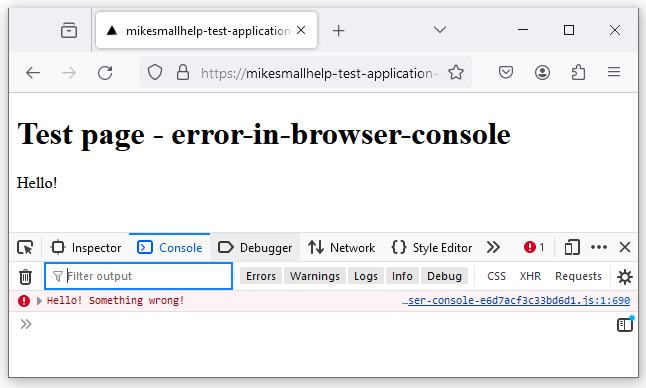 mikesmallhelp-test-application-
https://mikesmallhelp-test-application-
Test page - error-in-browser-console
Hello!
Inspector Console Debugger Network Style Editor 1
Filter output Errors Warnings Logs Info Debug CSS XHR Requests
Hello! Something wrong! …ser-console-e6d7acf3c33bd6d1.js:1:690